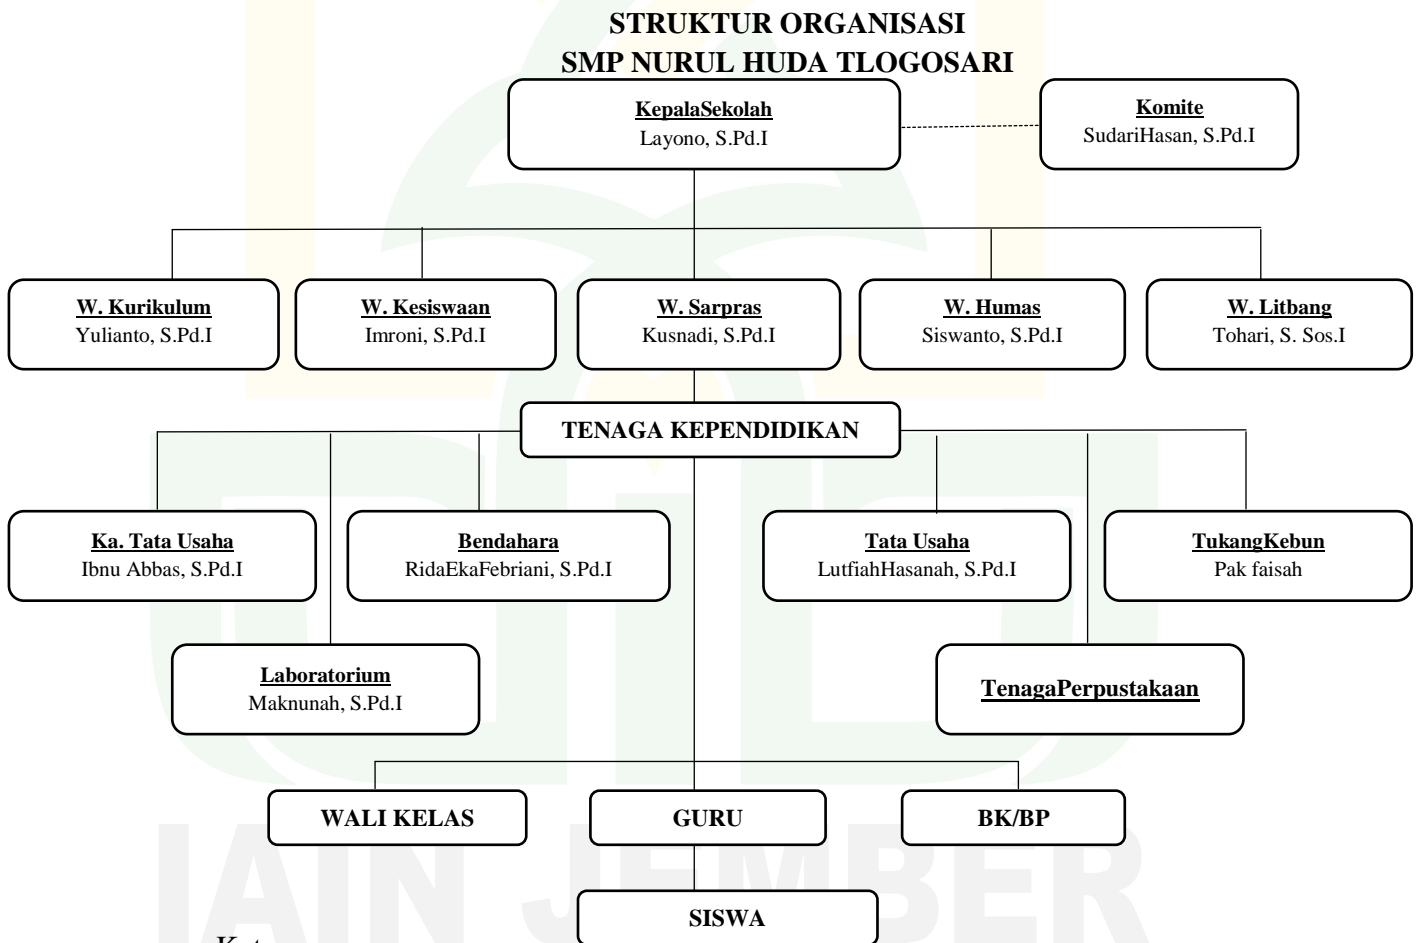 STRUKTUR ORGANISASI
SMP NURUL HUDA TLOGOSARI
KepalaSekolah
Layono, S.Pd.I
Komite
SudariHasan, S.Pd.I
W. Kurikulum
Yulianto, S.Pd.I
W. Kesiswaan
Imroni, S.Pd.I
W. Sarpras
Kusnadi, S.Pd.I
W. Humas
Siswanto, S.Pd.I
W. Litbang
Tohari, S. Sos.I
TENAGA KEPENDIDIKAN
Ka. Tata Usaha
Ibnu Abbas, S.Pd.I
Bendahara
RidaEkaFebriani, S.Pd.I
Tata Usaha
LutfiahHasanah, S.Pd.I
TukangKebun
Pak faisah
Laboratorium
Maknunah, S.Pd.I
TenagaPerpustakaan
WALI KELAS
GURU
BK/BP
IAIN JEMBER
SISWA